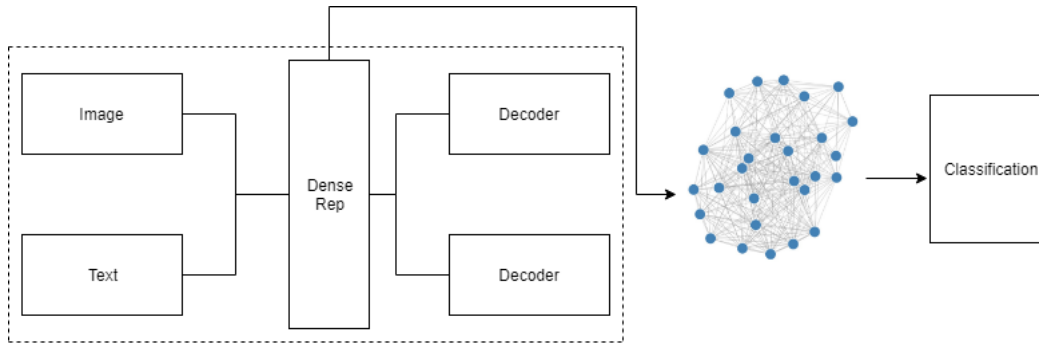 Image
Text
Dense
Rep
Decoder
Decoder
Classification